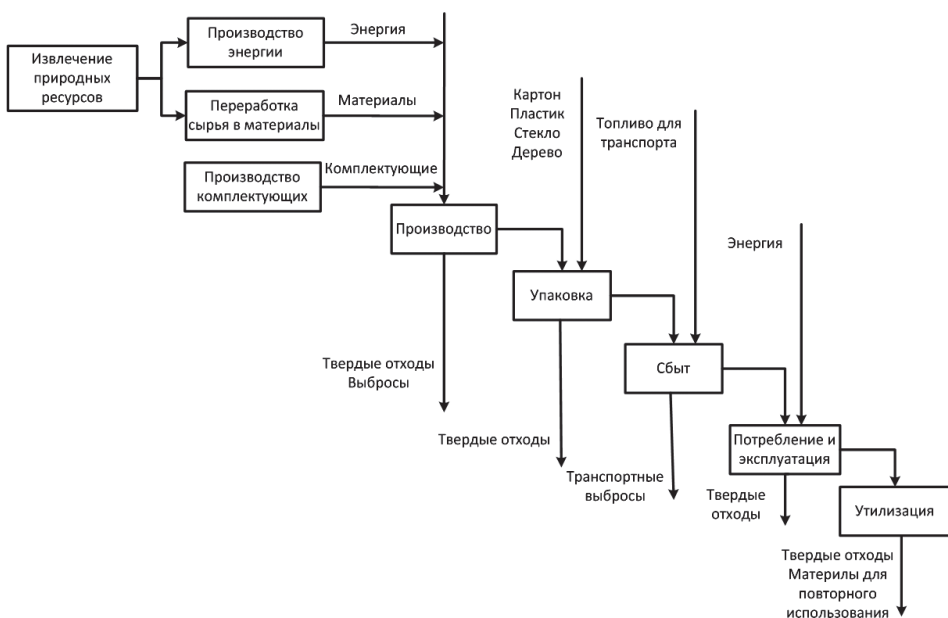 Производство
энергии
Энергия
Извлечение
природных
ресурсов
Переработка
сырья в материалы
Материалы
Производство
комплектующих
Комплектующие
Картон
Пластик
Стекло
Дерево
Топливо для
транспорта
Производство
Энергия
Упаковка
Твердые отходы
Выбросы
Сбыт
Твердые отходы
Потребление и
эксплуатация
Транспортные
выбросы
Твердые
отходы
Утилизация
Твердые отходы
Материлы для
повторного
использования